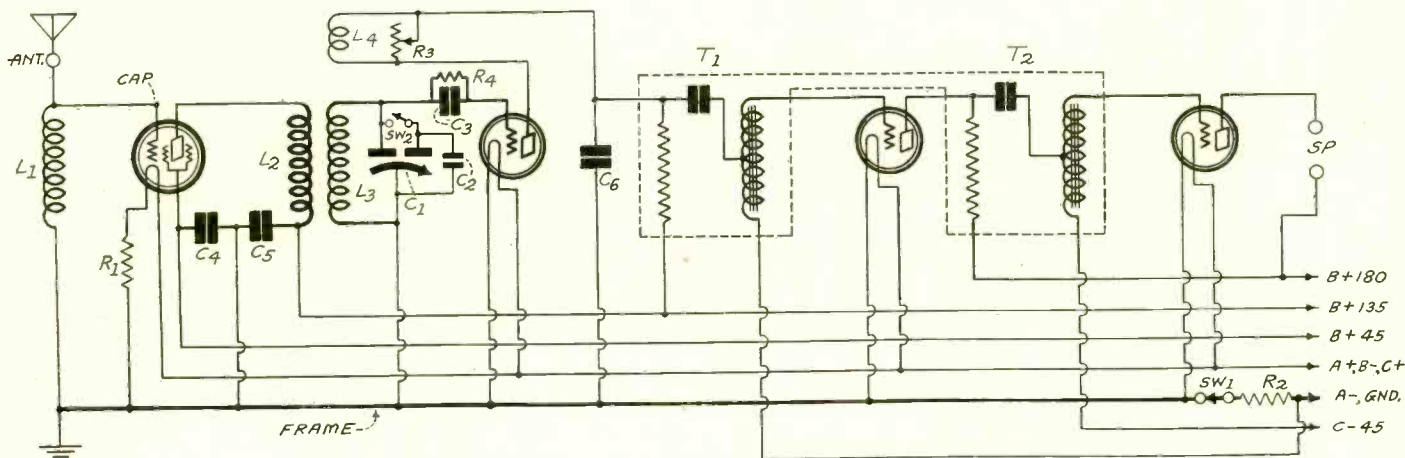 ANT.
CAP.
L1
R1
C4
C5
L2
L3
L4
R3
R4
C3
SW2
C2
C1
C6
T1
T2
SP
B+180
B+135
B+45
A+,B-,C+
SW1
R2
A-,GND.
C-45
FRAME